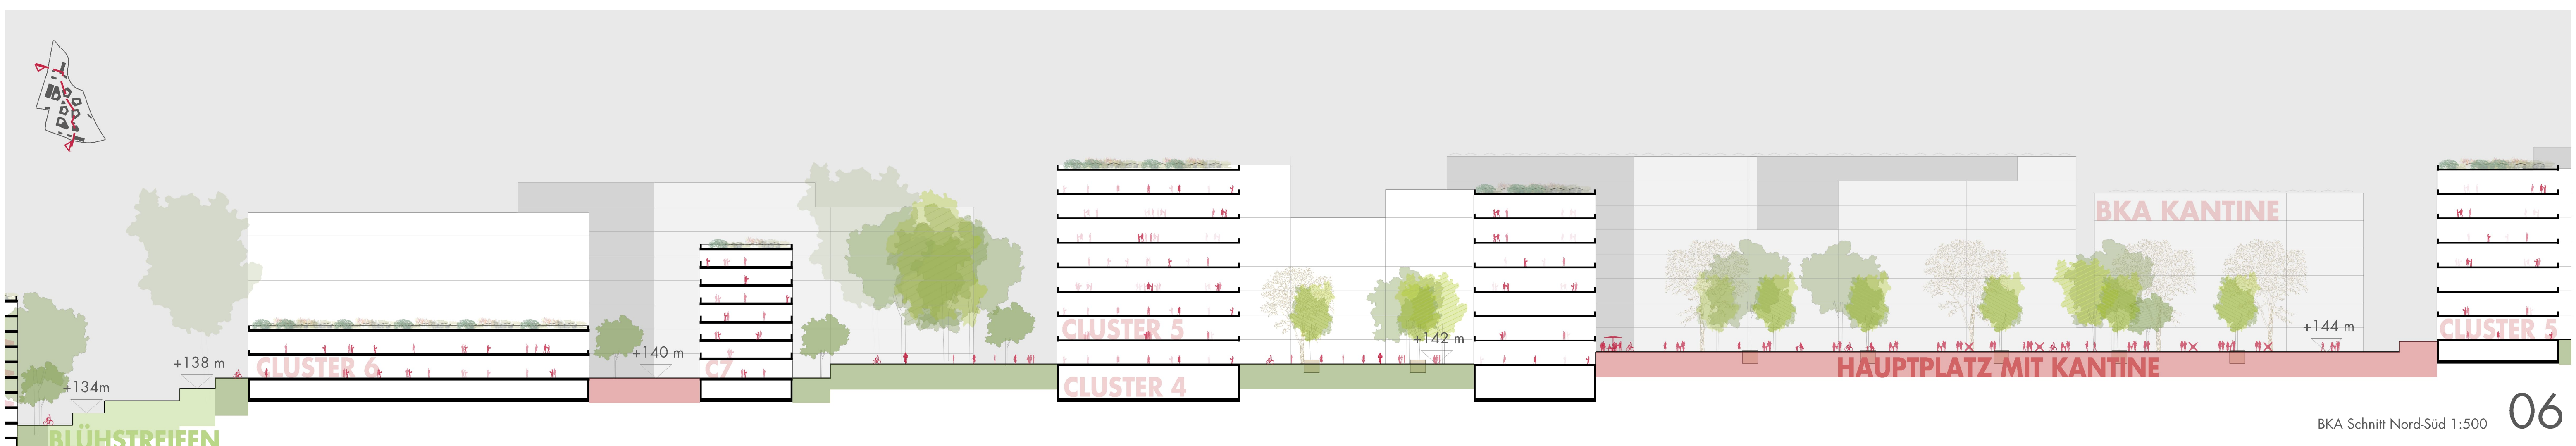 +134m
BLÜHSTREIFEN
+138 m
CLUSTER 6
+140 m
C7
CLUSTER 5
CLUSTER 4
+142 m
BKA KANTINE
HAUPTPLATZ MIT KANTINE
+144 m
CLUSTER 5
BKA Schnitt Nord-Süd 1:500
06